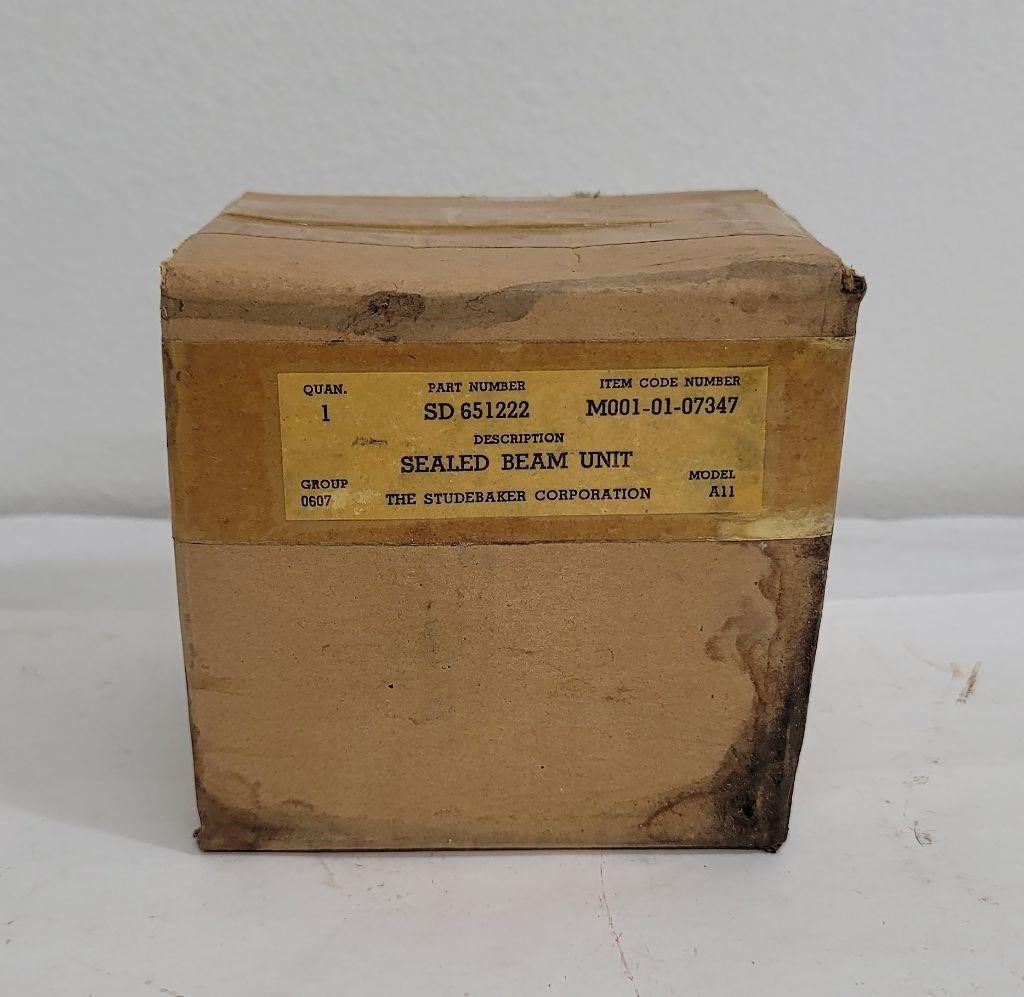 QUAN. PART NUMBER ITEM CODE NUMBER
1 SD 651222 M001-01-07347
DESCRIPTION
SEALED BEAM UNIT
GROUP MODEL
0607 THE STUDEBAKER CORPORATION A11